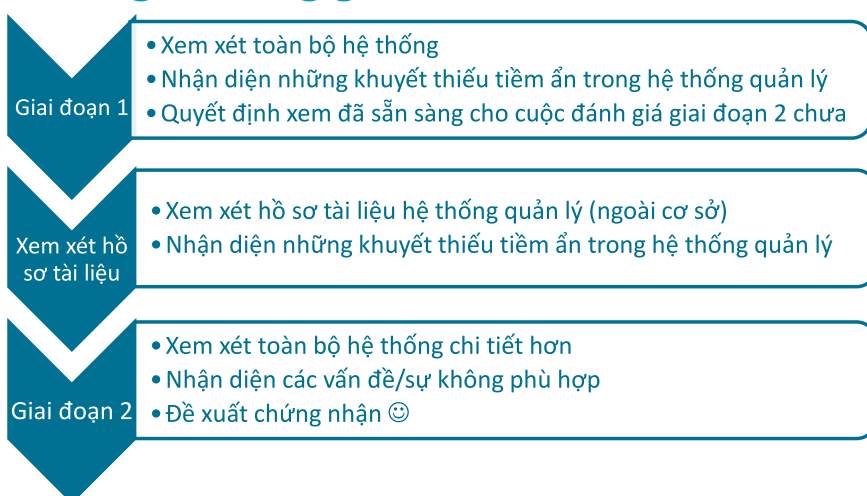 Giai đoạn 1
• Xem xét toàn bộ hệ thống
• Nhận diện những khuyết thiếu tiềm ẩn trong hệ thống quản lý
• Quyết định xem đã sẵn sàng cho cuộc đánh giá giai đoạn 2 chưa
Xem xét hồ
sơ tài liệu
• Xem xét hồ sơ tài liệu hệ thống quản lý (ngoài cơ sở)
• Nhận diện những khuyết thiếu tiềm ẩn trong hệ thống quản lý
Giai đoạn 2
• Xem xét toàn bộ hệ thống chi tiết hơn
• Nhận diện các vấn đề/sự không phù hợp
• Đề xuất chứng nhận ☺